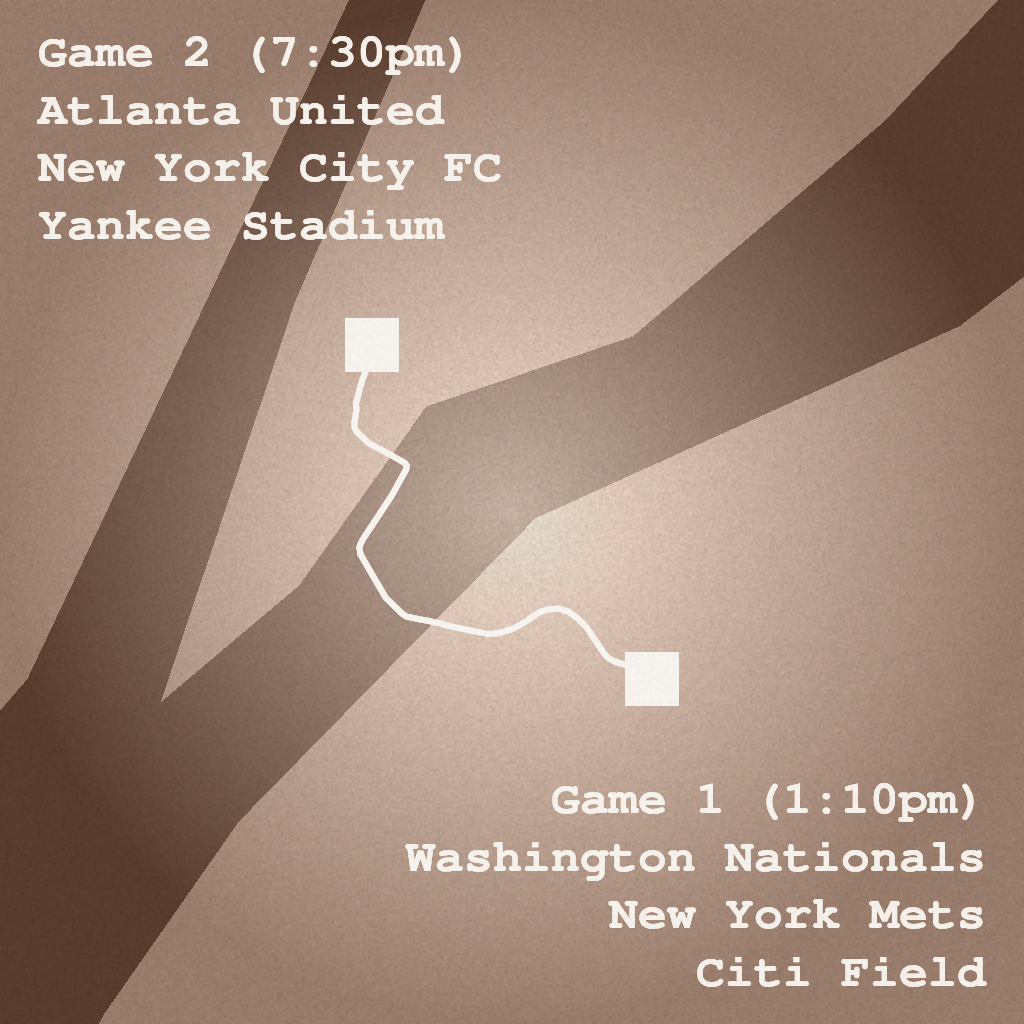 Game 2 (7:30pm)
Atlanta United
New York City FC
Yankee Stadium
Game 1 (1:10pm)
Washington Nationals
New York Mets
Citi Field